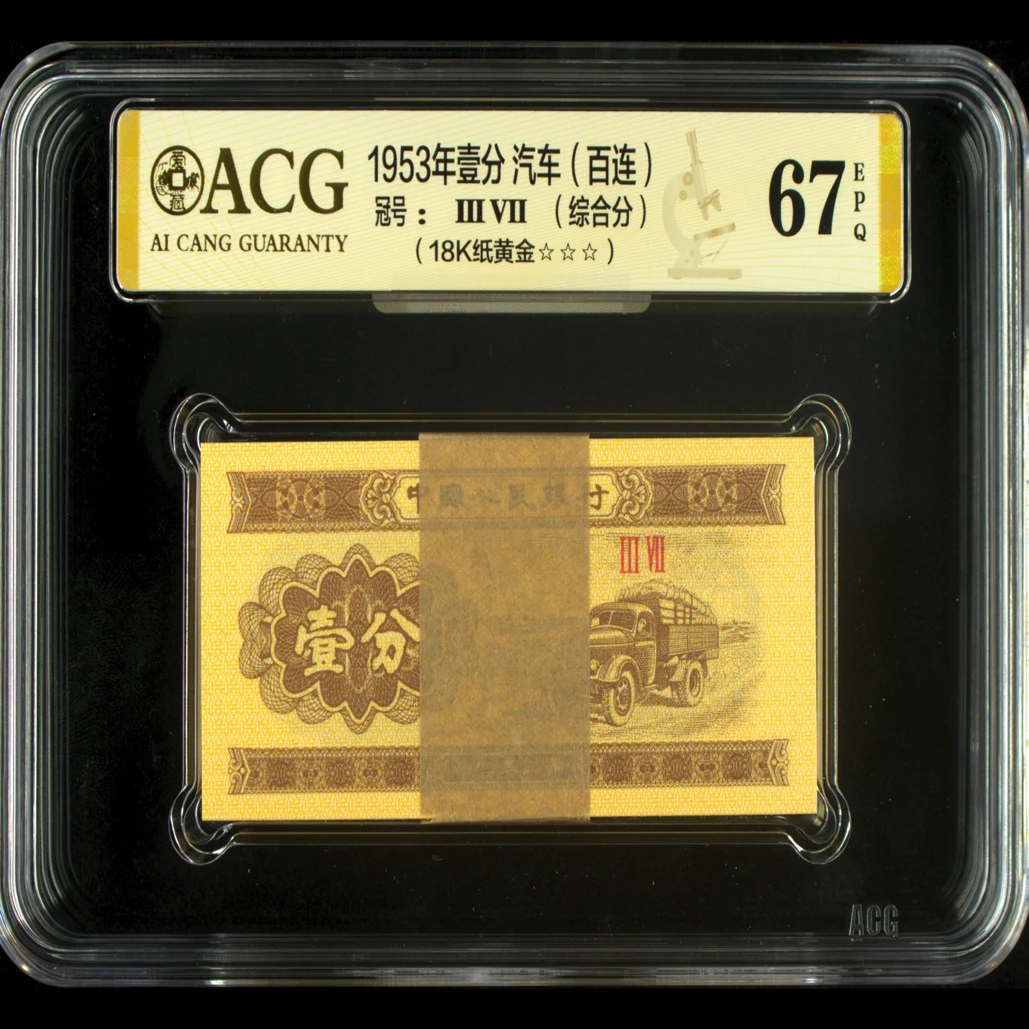 ACG
AI CANG GUARANTY
1953年壹分 汽车（百连）
冠号： III VII （综合分）
（18K纸黄金☆☆☆）
67
EPQ
中國人民銀行
III VII
壹分
ACG